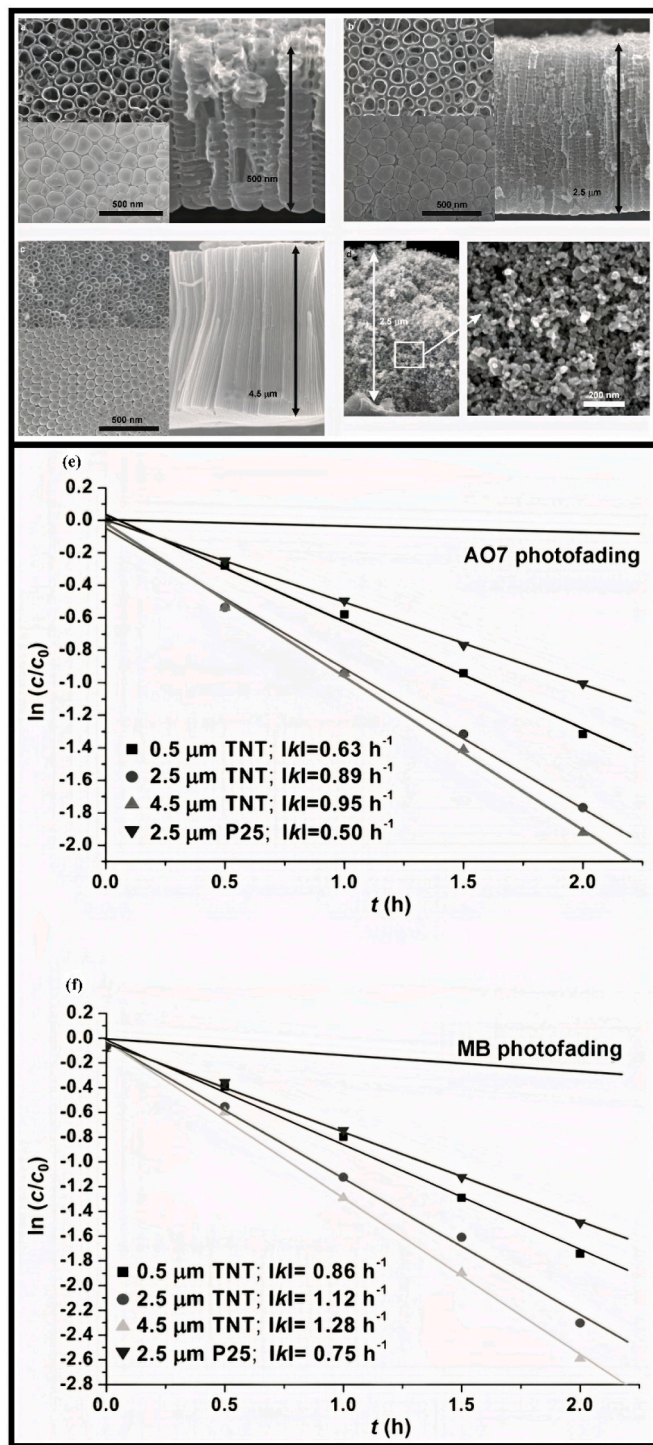 a
500 nm
500 nm
b
500 nm
2.5 μm
c
500 nm
4.5 μm
d
2.5 μm
200 nm
(e)
0.2
0.0
-0.2
-0.4
-0.6
-0.8
-1.0
-1.2
-1.4
-1.6
-1.8
-2.0
ln (c/c0)
AO7 photofading
■ 0.5 μm TNT; IkI=0.63 h-1
● 2.5 μm TNT; IkI=0.89 h-1
▲ 4.5 μm TNT; IkI=0.95 h-1
▼ 2.5 μm P25; IkI=0.50 h-1
0.0 0.5 1.0 1.5 2.0
t (h)
(f)
0.2
0.0
-0.2
-0.4
-0.6
-0.8
-1.0
-1.2
-1.4
-1.6
-1.8
-2.0
-2.2
-2.4
-2.6
-2.8
ln (c/c0)
MB photofading
■ 0.5 μm TNT; IkI= 0.86 h-1
● 2.5 μm TNT; IkI= 1.12 h-1
▲ 4.5 μm TNT; IkI= 1.28 h-1
▼ 2.5 μm P25; IkI= 0.75 h-1
0.0 0.5 1.0 1.5 2.0
t (h)